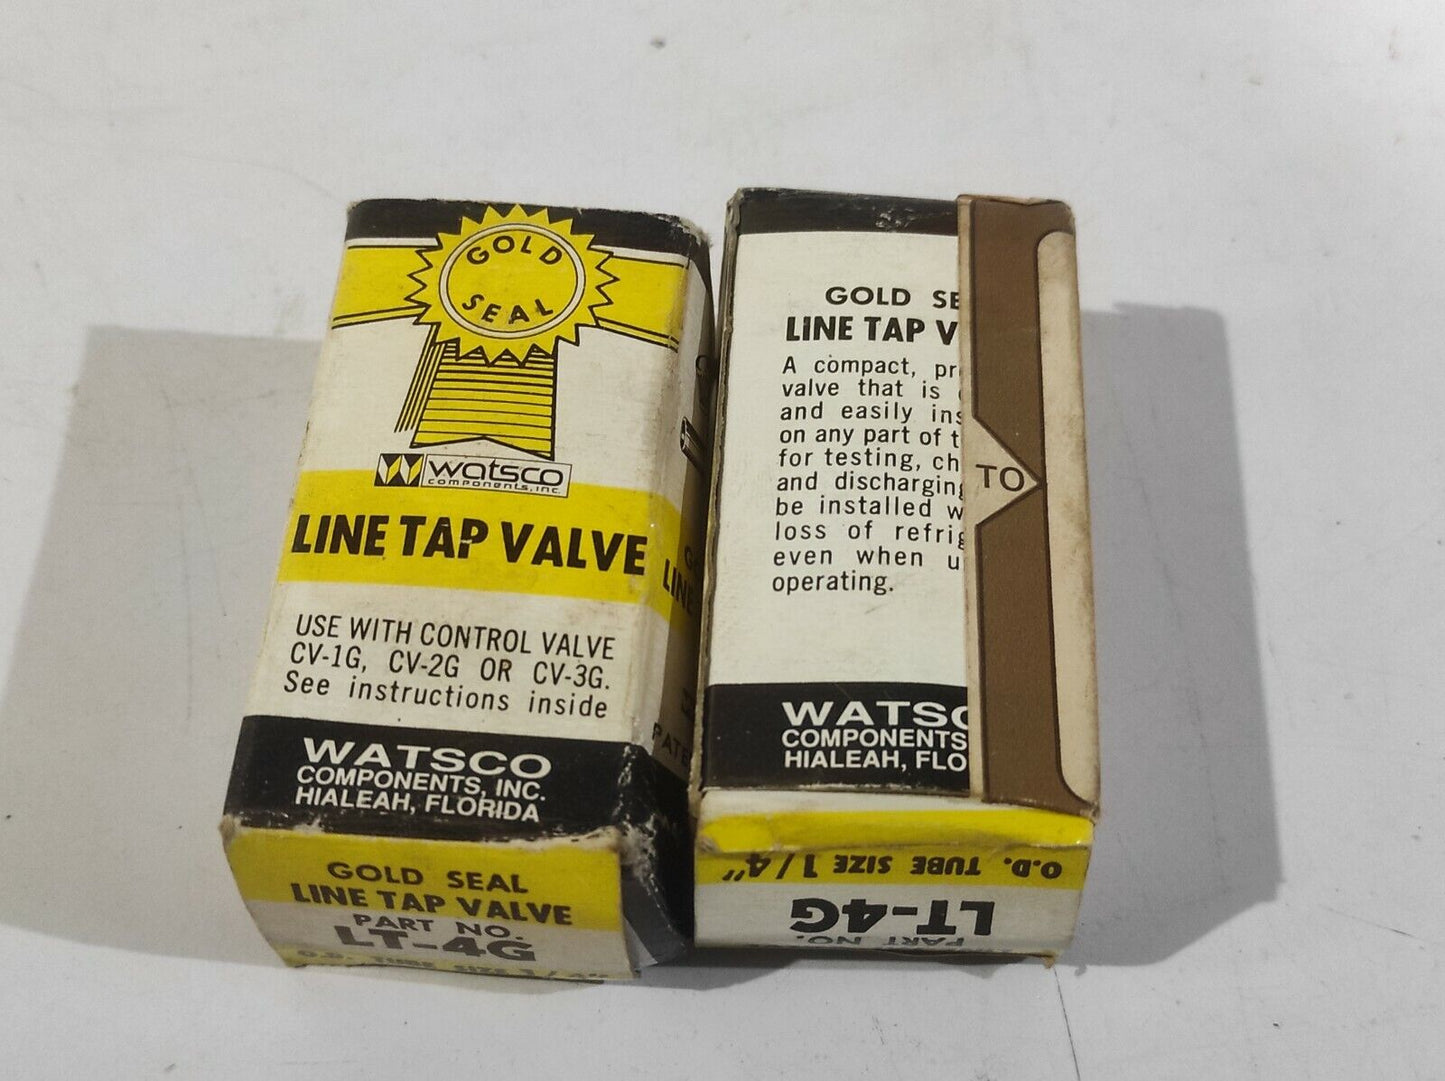 GOLD
SEAL
watsco
components, inc.
LINE TAP VALVE
USE WITH CONTROL VALVE
CV-1G, CV-2G OR CV-3G.
See instructions inside
WATSCO
COMPONENTS, INC.
HIALEAH, FLORIDA
GOLD SEAL
LINE TAP VALVE
PART NO.
LT-4G
LINE
PATE
GOLD SE
LINE TAP V
A compact, pr
valve that is
and easily ins
on any part of t
for testing, ch
and discharging
be installed w
loss of refrig
even when u
operating.
TO
WATSC
COMPONENTS
HIALEAH, FLO
O.D. TUBE SIZE 1/4"
LT-4G
PART NO.